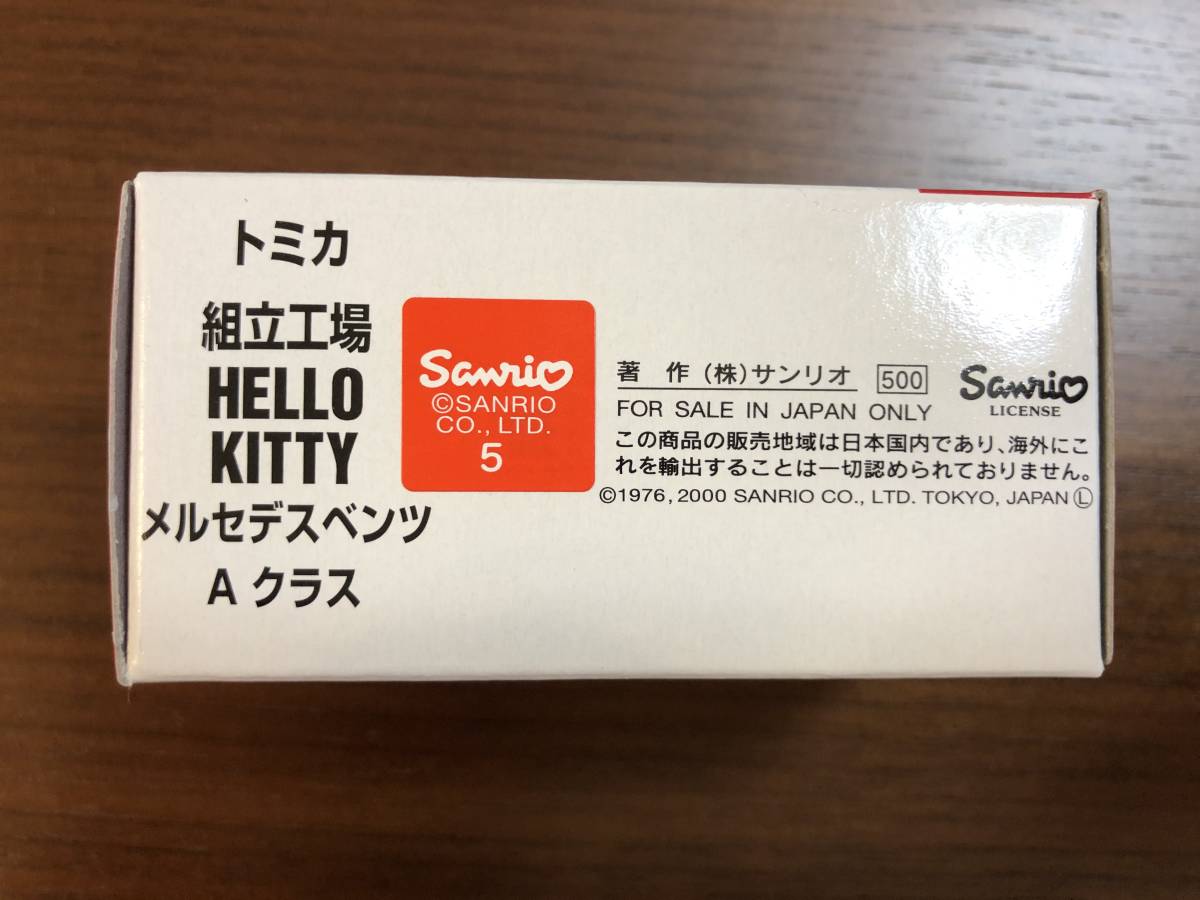 トミカ
組立工場
HELLO
KITTY
メルセデスベンツ
A クラス
Sanrio
©SANRIO
CO., LTD.
5
著 作 (株)サンリオ 500
FOR SALE IN JAPAN ONLY
Sanrio
LICENSE
この商品の販売地域は日本国内であり、海外にこ
れを輸出することは一切認められておりません。
©1976, 2000 SANRIO CO., LTD. TOKYO, JAPAN Ⓛ